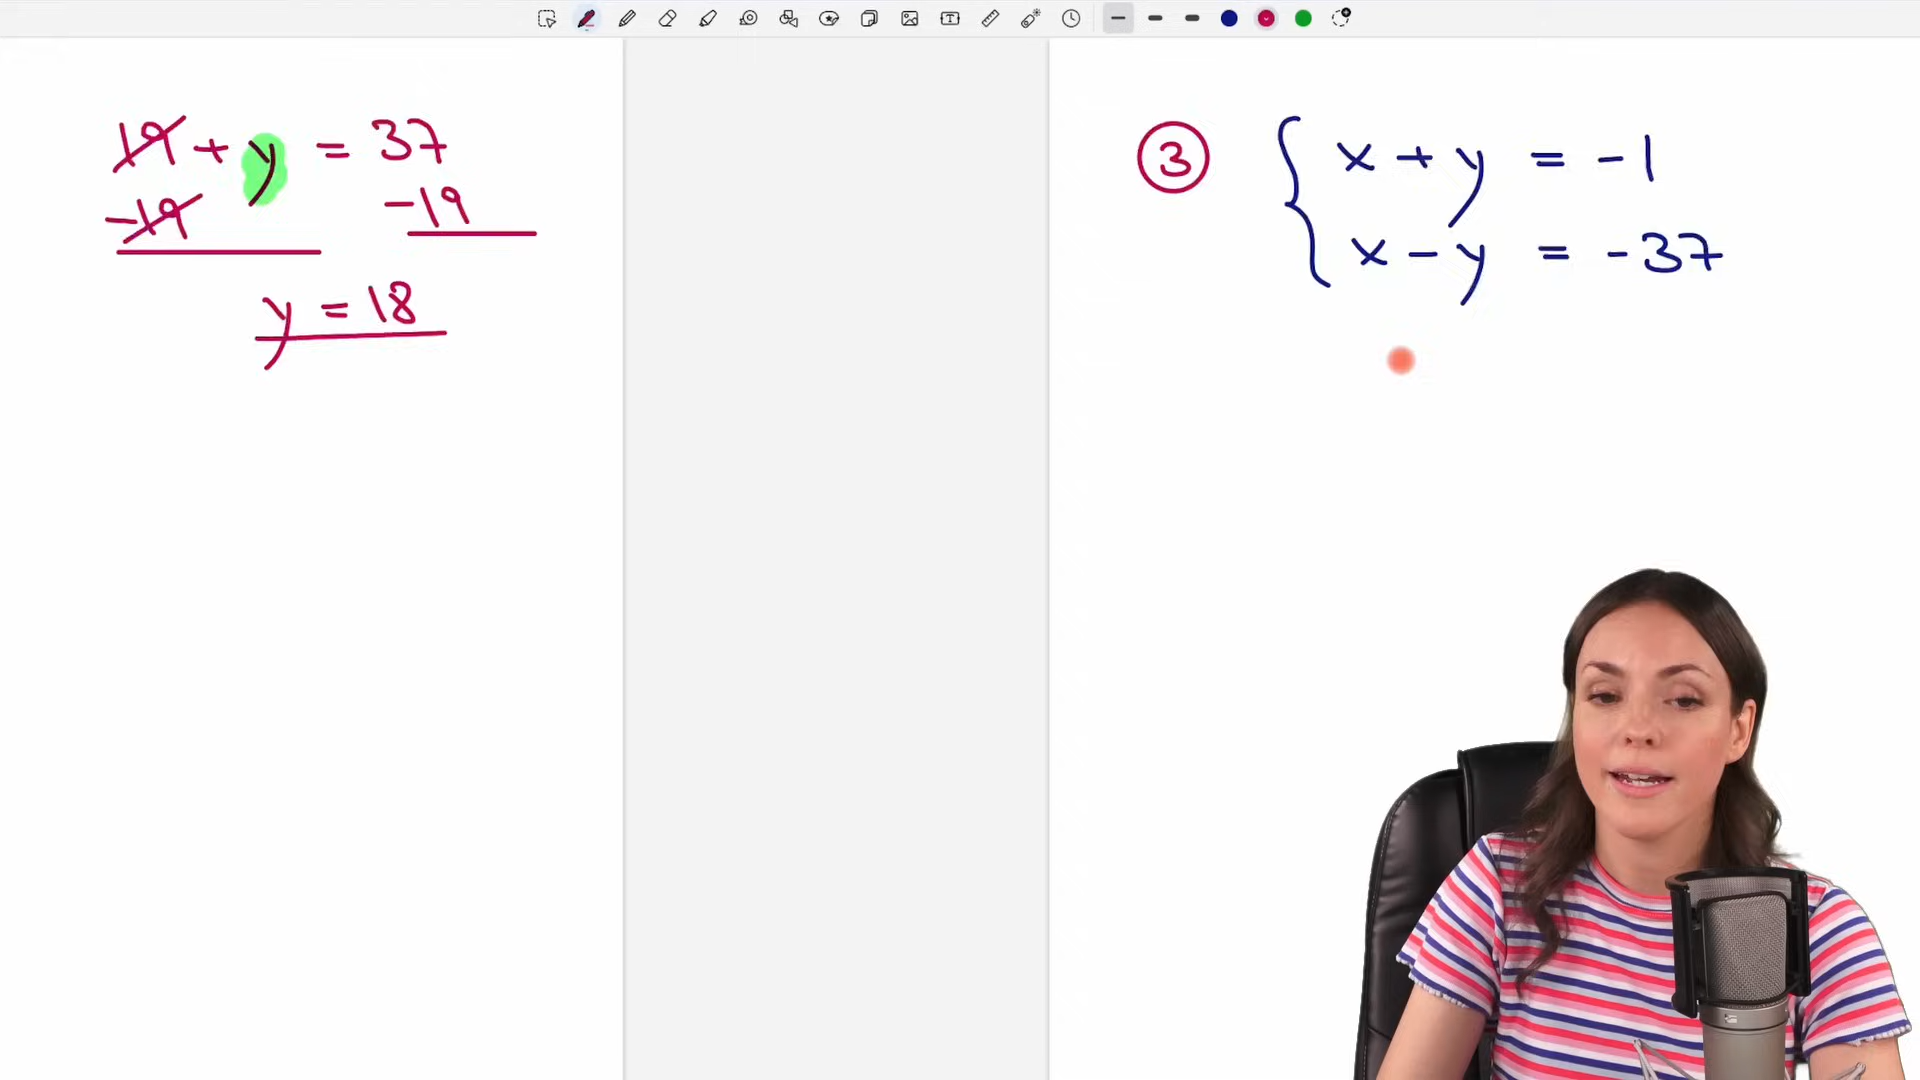 19 + y = 37
-19 -19
y = 18
3
x + y = -1
x - y = -37